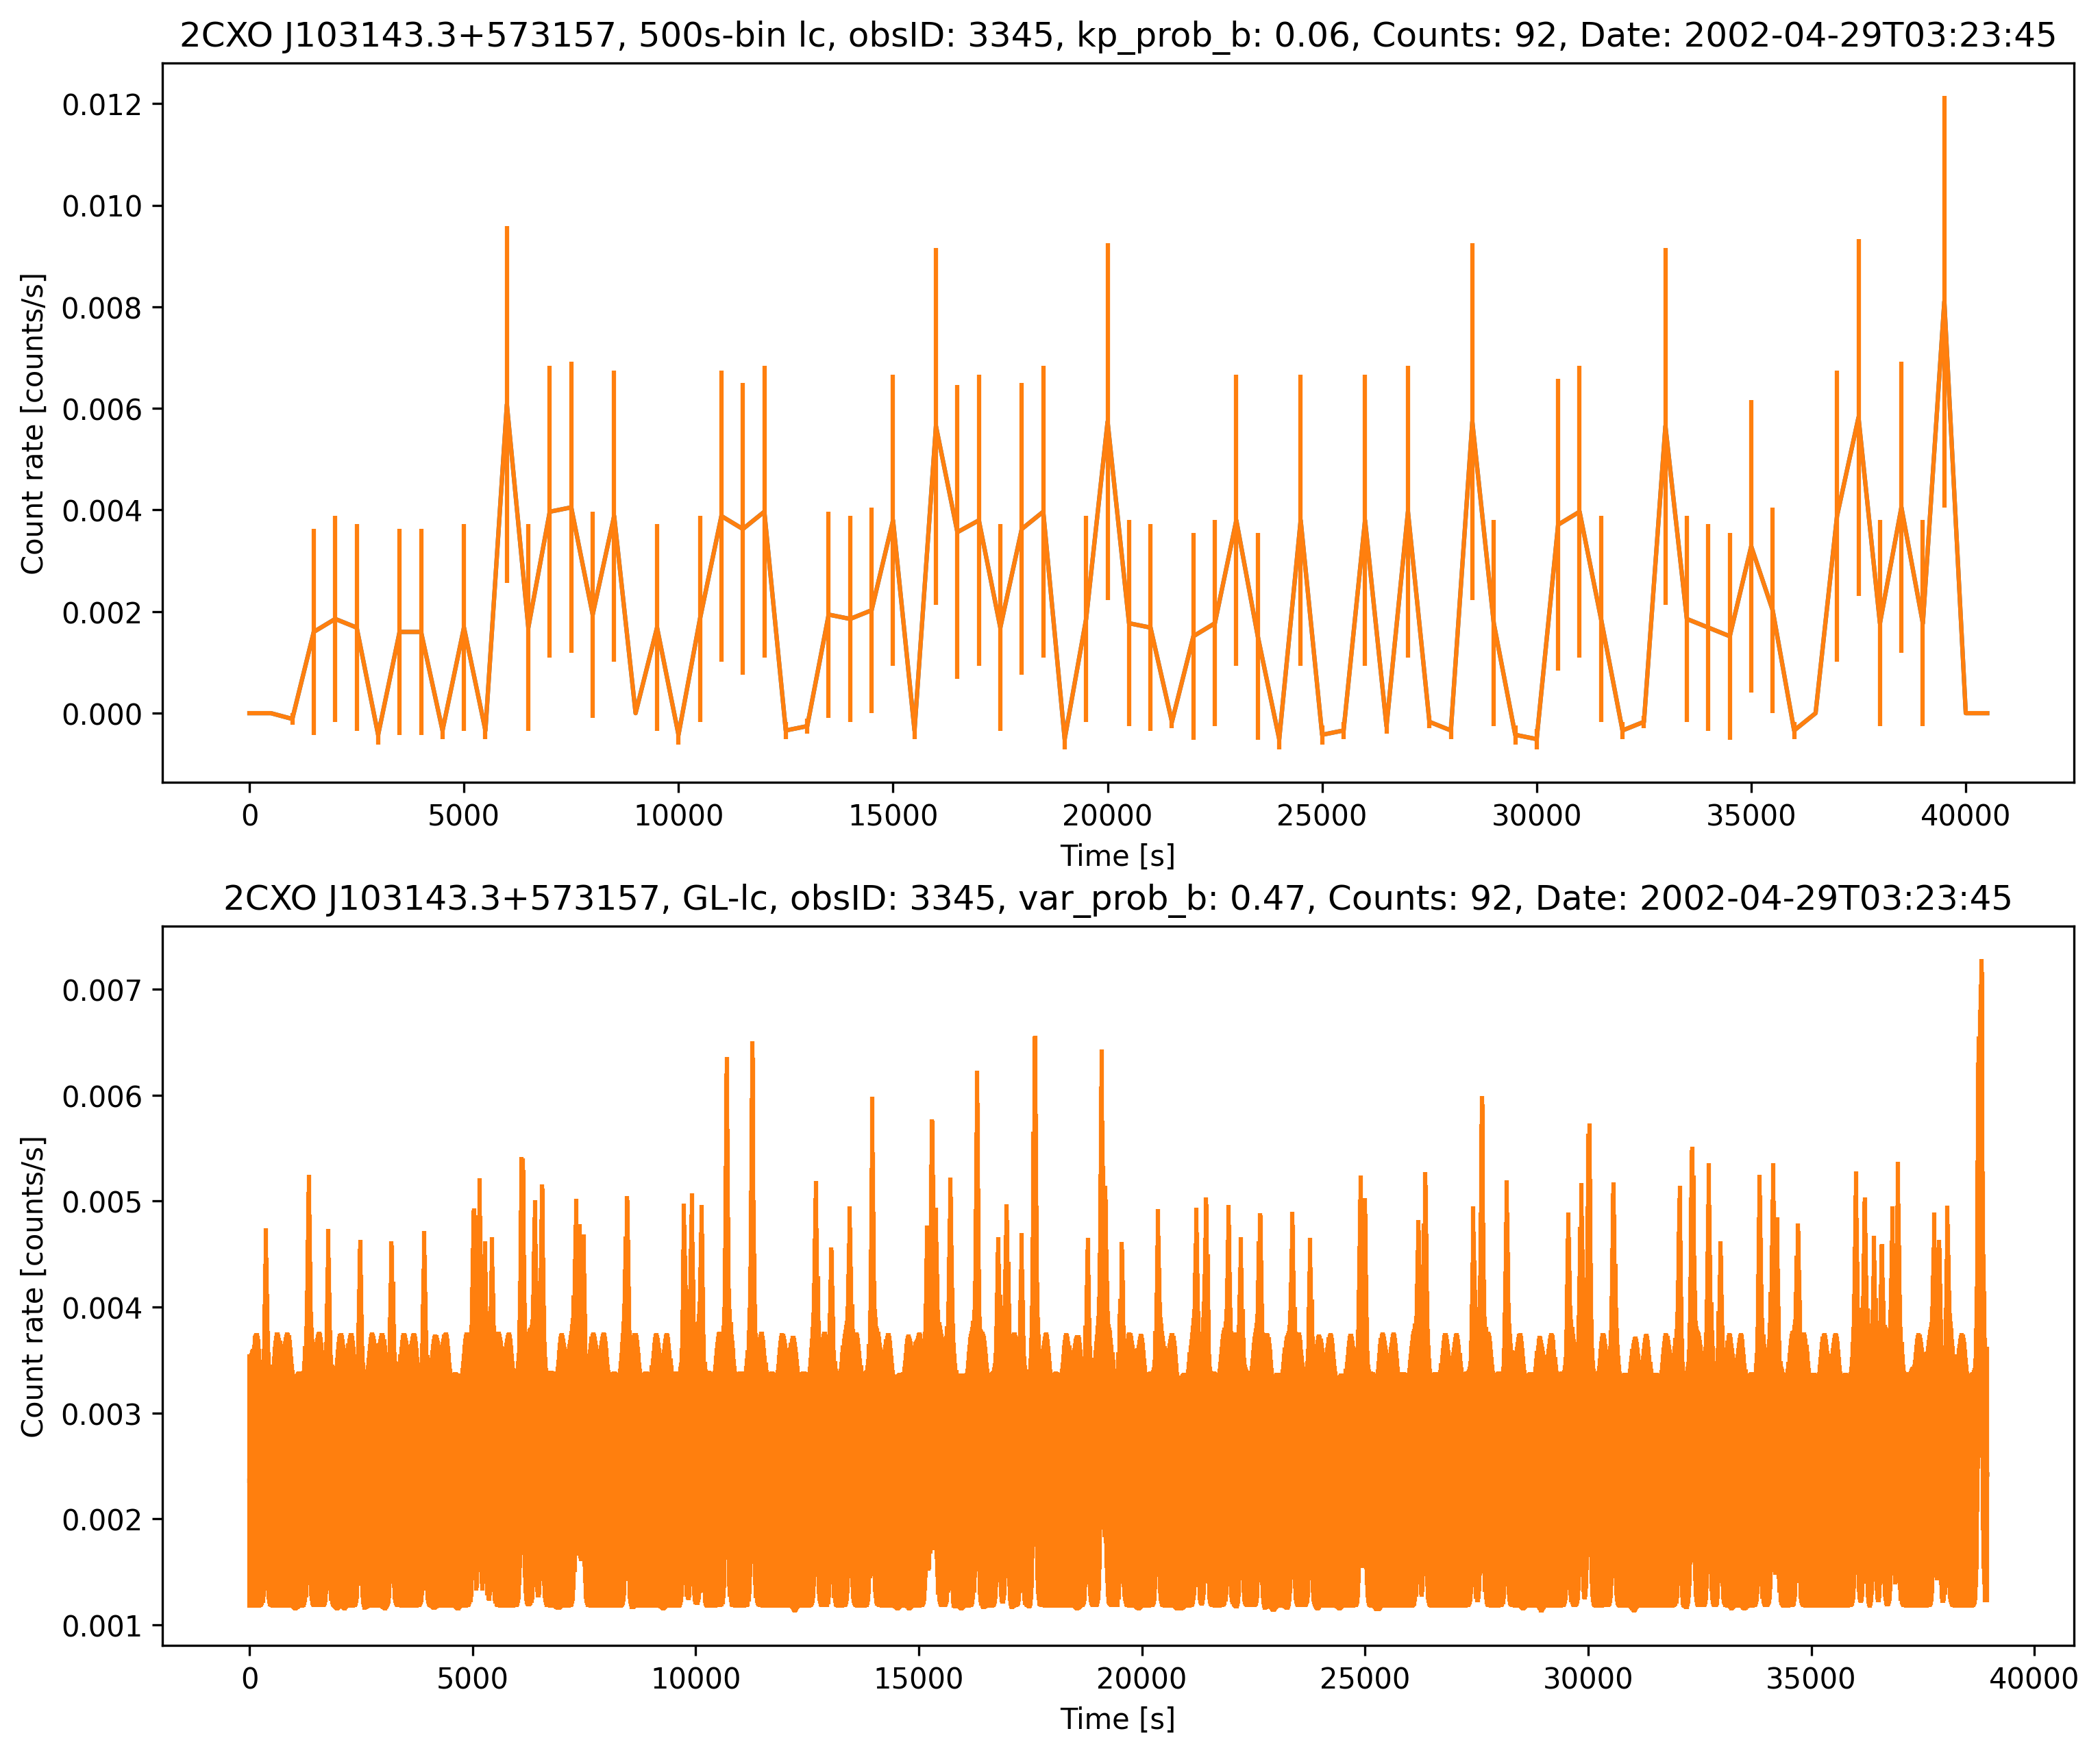 2CXO J103143.3+573157, 500s-bin lc, obsID: 3345, kp_prob_b: 0.06, Counts: 92, Date: 2002-04-29T03:23:45
0.012
0.010
0.008
0.006
0.004
0.002
0.000
Count rate [counts/s]
0 5000 10000 15000 20000 25000 30000 35000 40000
Time [s]
2CXO J103143.3+573157, GL-lc, obsID: 3345, var_prob_b: 0.47, Counts: 92, Date: 2002-04-29T03:23:45
0.007
0.006
0.005
0.004
0.003
0.002
0.001
Count rate [counts/s]
0 5000 10000 15000 20000 25000 30000 35000 40000
Time [s]